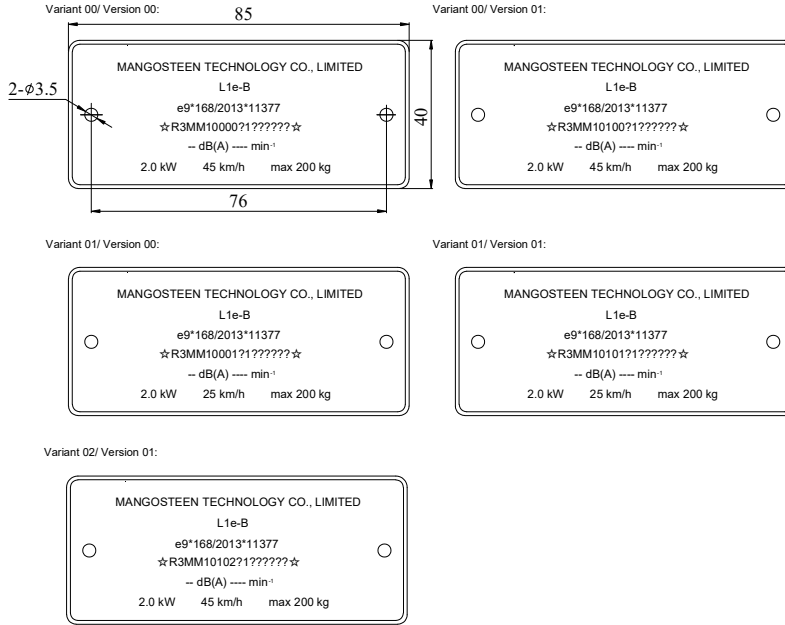 Variant 00/ Version 00:
85
2-ϕ3.5
MANGOSTEEN TECHNOLOGY CO., LIMITED
L1e-B
e9*168/2013*11377
☆R3MM10000?1??????☆
-- dB(A) ---- min⁻¹
2.0 kW 45 km/h max 200 kg
40
76
Variant 00/ Version 01:
MANGOSTEEN TECHNOLOGY CO., LIMITED
L1e-B
e9*168/2013*11377
☆R3MM10100?1??????☆
-- dB(A) ---- min⁻¹
2.0 kW 45 km/h max 200 kg
Variant 01/ Version 00:
MANGOSTEEN TECHNOLOGY CO., LIMITED
L1e-B
e9*168/2013*11377
☆R3MM10001?1??????☆
-- dB(A) ---- min⁻¹
2.0 kW 25 km/h max 200 kg
Variant 01/ Version 01:
MANGOSTEEN TECHNOLOGY CO., LIMITED
L1e-B
e9*168/2013*11377
☆R3MM10101?1??????☆
-- dB(A) ---- min⁻¹
2.0 kW 25 km/h max 200 kg
Variant 02/ Version 01:
MANGOSTEEN TECHNOLOGY CO., LIMITED
L1e-B
e9*168/2013*11377
☆R3MM10102?1??????☆
-- dB(A) ---- min⁻¹
2.0 kW 45 km/h max 200 kg